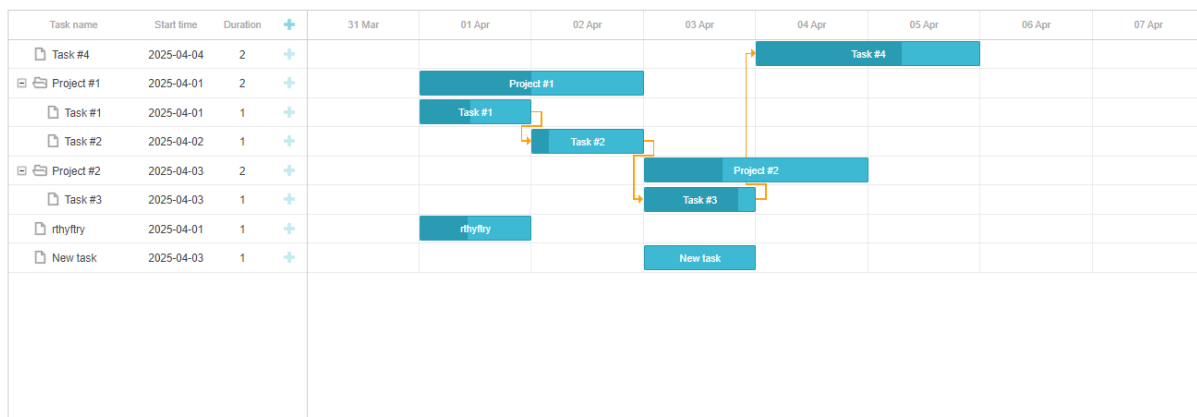 Task name Start time Duration 31 Mar 01 Apr 02 Apr 03 Apr 04 Apr 05 Apr 06 Apr 07 Apr
Task #4 2025-04-04 2 Task #4
Project #1 2025-04-01 2 Project #1
Task #1 2025-04-01 1 Task #1
Task #2 2025-04-02 1 Task #2
Project #2 2025-04-03 2 Project #2
Task #3 2025-04-03 1 Task #3
rthyftry 2025-04-01 1 rthyftry
New task 2025-04-03 1 New task